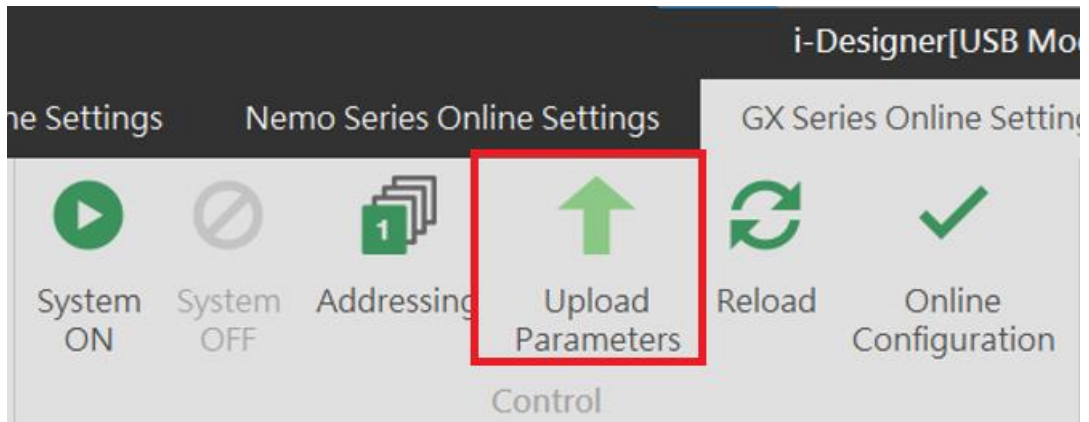 i-Designer[USB Mo
ne Settings Nemo Series Online Settings GX Series Online Setting
System ON
System OFF
1
Addressing
Upload Parameters
Reload
Online Configuration
Control